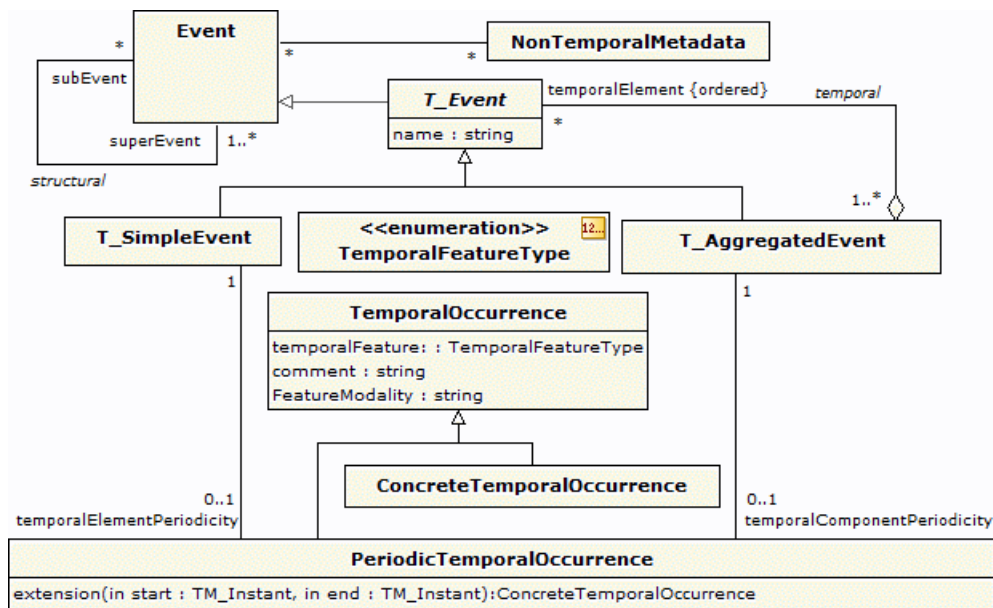 Event
*
*
*
NonTemporalMetadata
subEvent
T_Event
name : string
temporalElement {ordered}
temporal
*
superEvent
1..*
structural
1..*
T_SimpleEvent
<<enumeration>>
12...
TemporalFeatureType
T_AggregatedEvent
1
1
TemporalOccurrence
temporalFeature: : TemporalFeatureType
comment : string
FeatureModality : string
ConcreteTemporalOccurrence
0..1
temporalElementPeriodicity
0..1
temporalComponentPeriodicity
PeriodicTemporalOccurrence
extension(in start : TM_Instant, in end : TM_Instant):ConcreteTemporalOccurrence